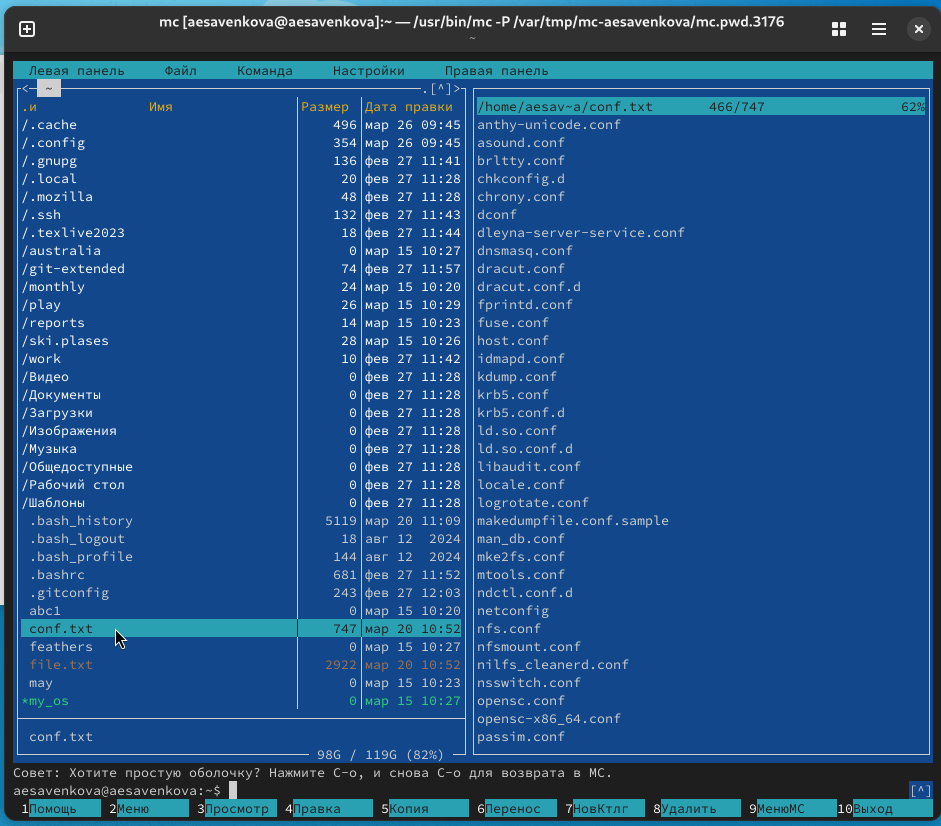 mc [aesavenkova@aesavenkova]:~ — /usr/bin/mc -P /var/tmp/mc-aesavenkova/mc.pwd.3176
~
Левая панель Файл Команда Настройки Правая панель
<─ ~ .[^]>
.и Имя Размер Дата правки
/.cache 496 мар 26 09:45
/.config 354 мар 26 09:45
/.gnupg 136 фев 27 11:41
/.local 20 фев 27 11:28
/.mozilla 48 фев 27 11:28
/.ssh 132 фев 27 11:43
/.texlive2023 18 фев 27 11:44
/australia 0 мар 15 10:27
/git-extended 74 фев 27 11:57
/monthly 24 мар 15 10:20
/play 26 мар 15 10:29
/reports 14 мар 15 10:23
/ski.plases 28 мар 15 10:26
/work 10 фев 27 11:42
/Видео 0 фев 27 11:28
/Документы 0 фев 27 11:28
/Загрузки 0 фев 27 11:28
/Изображения 0 фев 27 11:28
/Музыка 0 фев 27 11:28
/Общедоступные 0 фев 27 11:28
/Рабочий стол 0 фев 27 11:28
/Шаблоны 0 фев 27 11:28
.bash_history 5119 мар 20 11:09
.bash_logout 18 авг 12 2024
.bash_profile 144 авг 12 2024
.bashrc 681 фев 27 11:52
.gitconfig 243 фев 27 12:03
abc1 0 мар 15 10:20
conf.txt 747 мар 20 10:52
feathers 0 мар 15 10:27
file.txt 2922 мар 20 10:52
may 0 мар 15 10:23
*my_os 0 мар 15 10:27
conf.txt
98G / 119G (82%)
/home/aesav~a/conf.txt 466/747 62%
anthy-unicode.conf
asound.conf
brltty.conf
chkconfig.d
chrony.conf
dconf
dleyna-server-service.conf
dnsmasq.conf
dracut.conf
dracut.conf.d
fprintd.conf
fuse.conf
host.conf
idmapd.conf
kdump.conf
krb5.conf
krb5.conf.d
ld.so.conf
ld.so.conf.d
libaudit.conf
locale.conf
logrotate.conf
makedumpfile.conf.sample
man_db.conf
mke2fs.conf
mtools.conf
ndctl.conf.d
netconfig
nfs.conf
nfsmount.conf
nilfs_cleanerd.conf
nsswitch.conf
opensc.conf
opensc-x86_64.conf
passim.conf
Совет: Хотите простую оболочку? Нажмите C-o, и снова C-o для возврата в MC.
aesavenkova@aesavenkova:~$ [^]
1Помощь 2Меню 3Просмотр 4Правка 5Копия 6Перенос 7НовКтлг 8Удалить 9МенюMC 10Выход